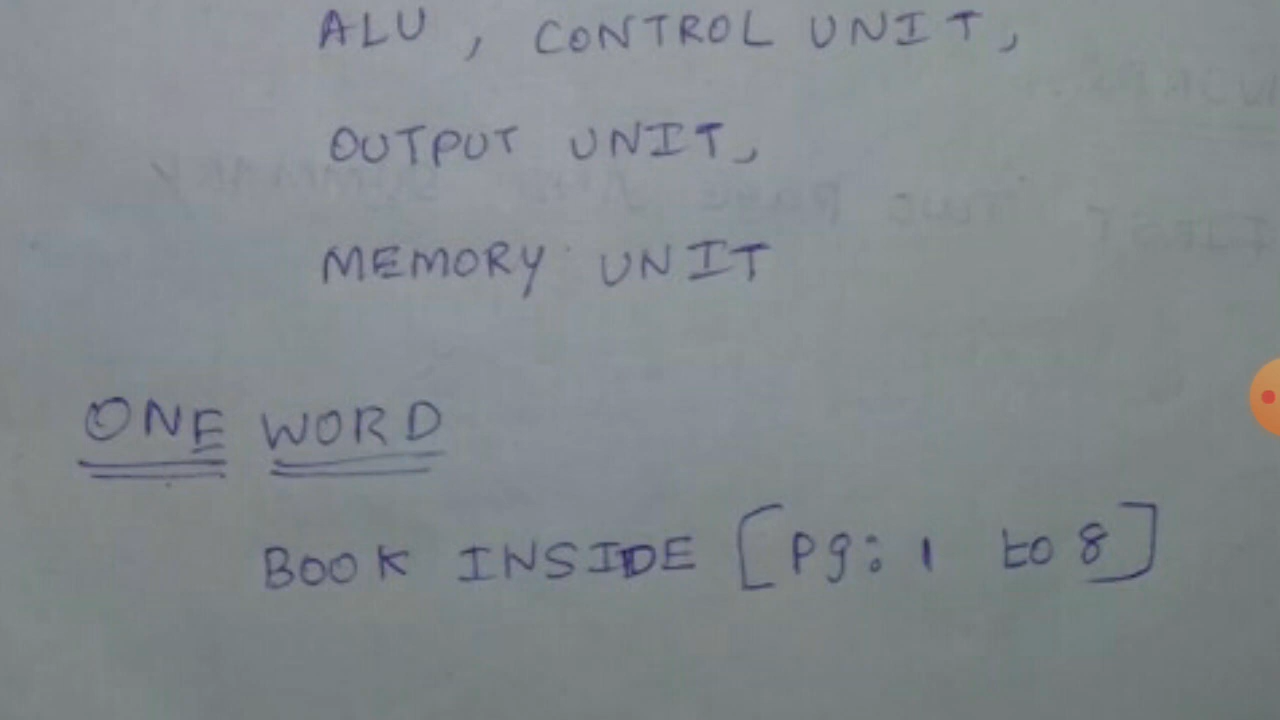 ALU, CONTROL UNIT,
OUTPUT UNIT,
MEMORY UNIT
ONE WORD
BOOK INSIDE [Pg: 1 to 8]